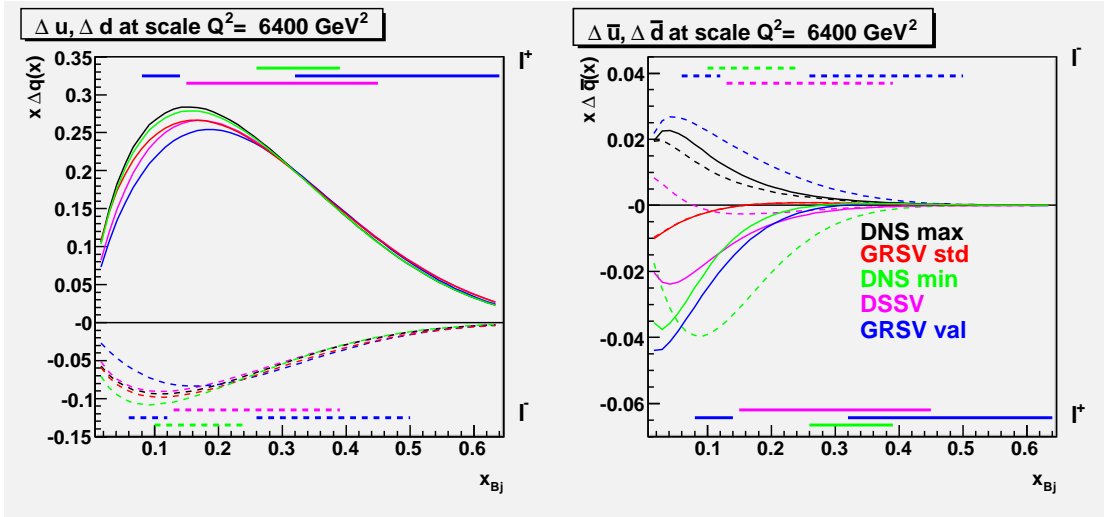 Δ u, Δ d at scale Q²= 6400 GeV²
x Δq(x)
0.35
0.3
0.25
0.2
0.15
0.1
0.05
-0
-0.05
-0.1
-0.15
0.1 0.2 0.3 0.4 0.5 0.6
x_Bj
l⁺
l⁻
Δ u̅, Δ d̅ at scale Q²= 6400 GeV²
x Δ q̅(x)
0.04
0.02
-0
-0.02
-0.04
-0.06
0.1 0.2 0.3 0.4 0.5 0.6
x_Bj
l⁻
DNS max
GRSV std
DNS min
DSSV
GRSV val
l⁺